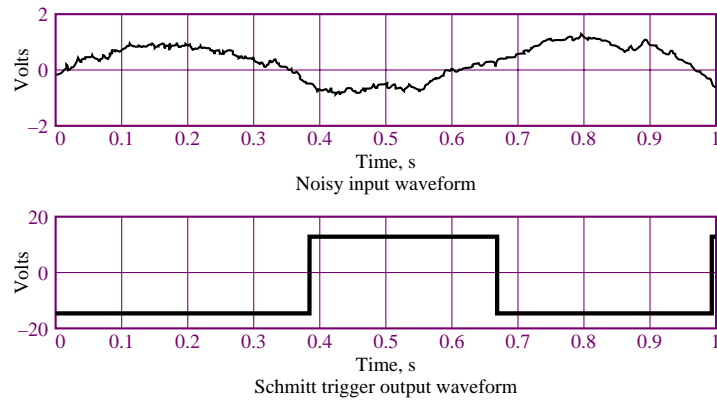 2
0
−2
Volts
0 0.1 0.2 0.3 0.4 0.5 0.6 0.7 0.8 0.9 1
Time, s
Noisy input waveform
20
0
−20
Volts
0 0.1 0.2 0.3 0.4 0.5 0.6 0.7 0.8 0.9 1
Time, s
Schmitt trigger output waveform